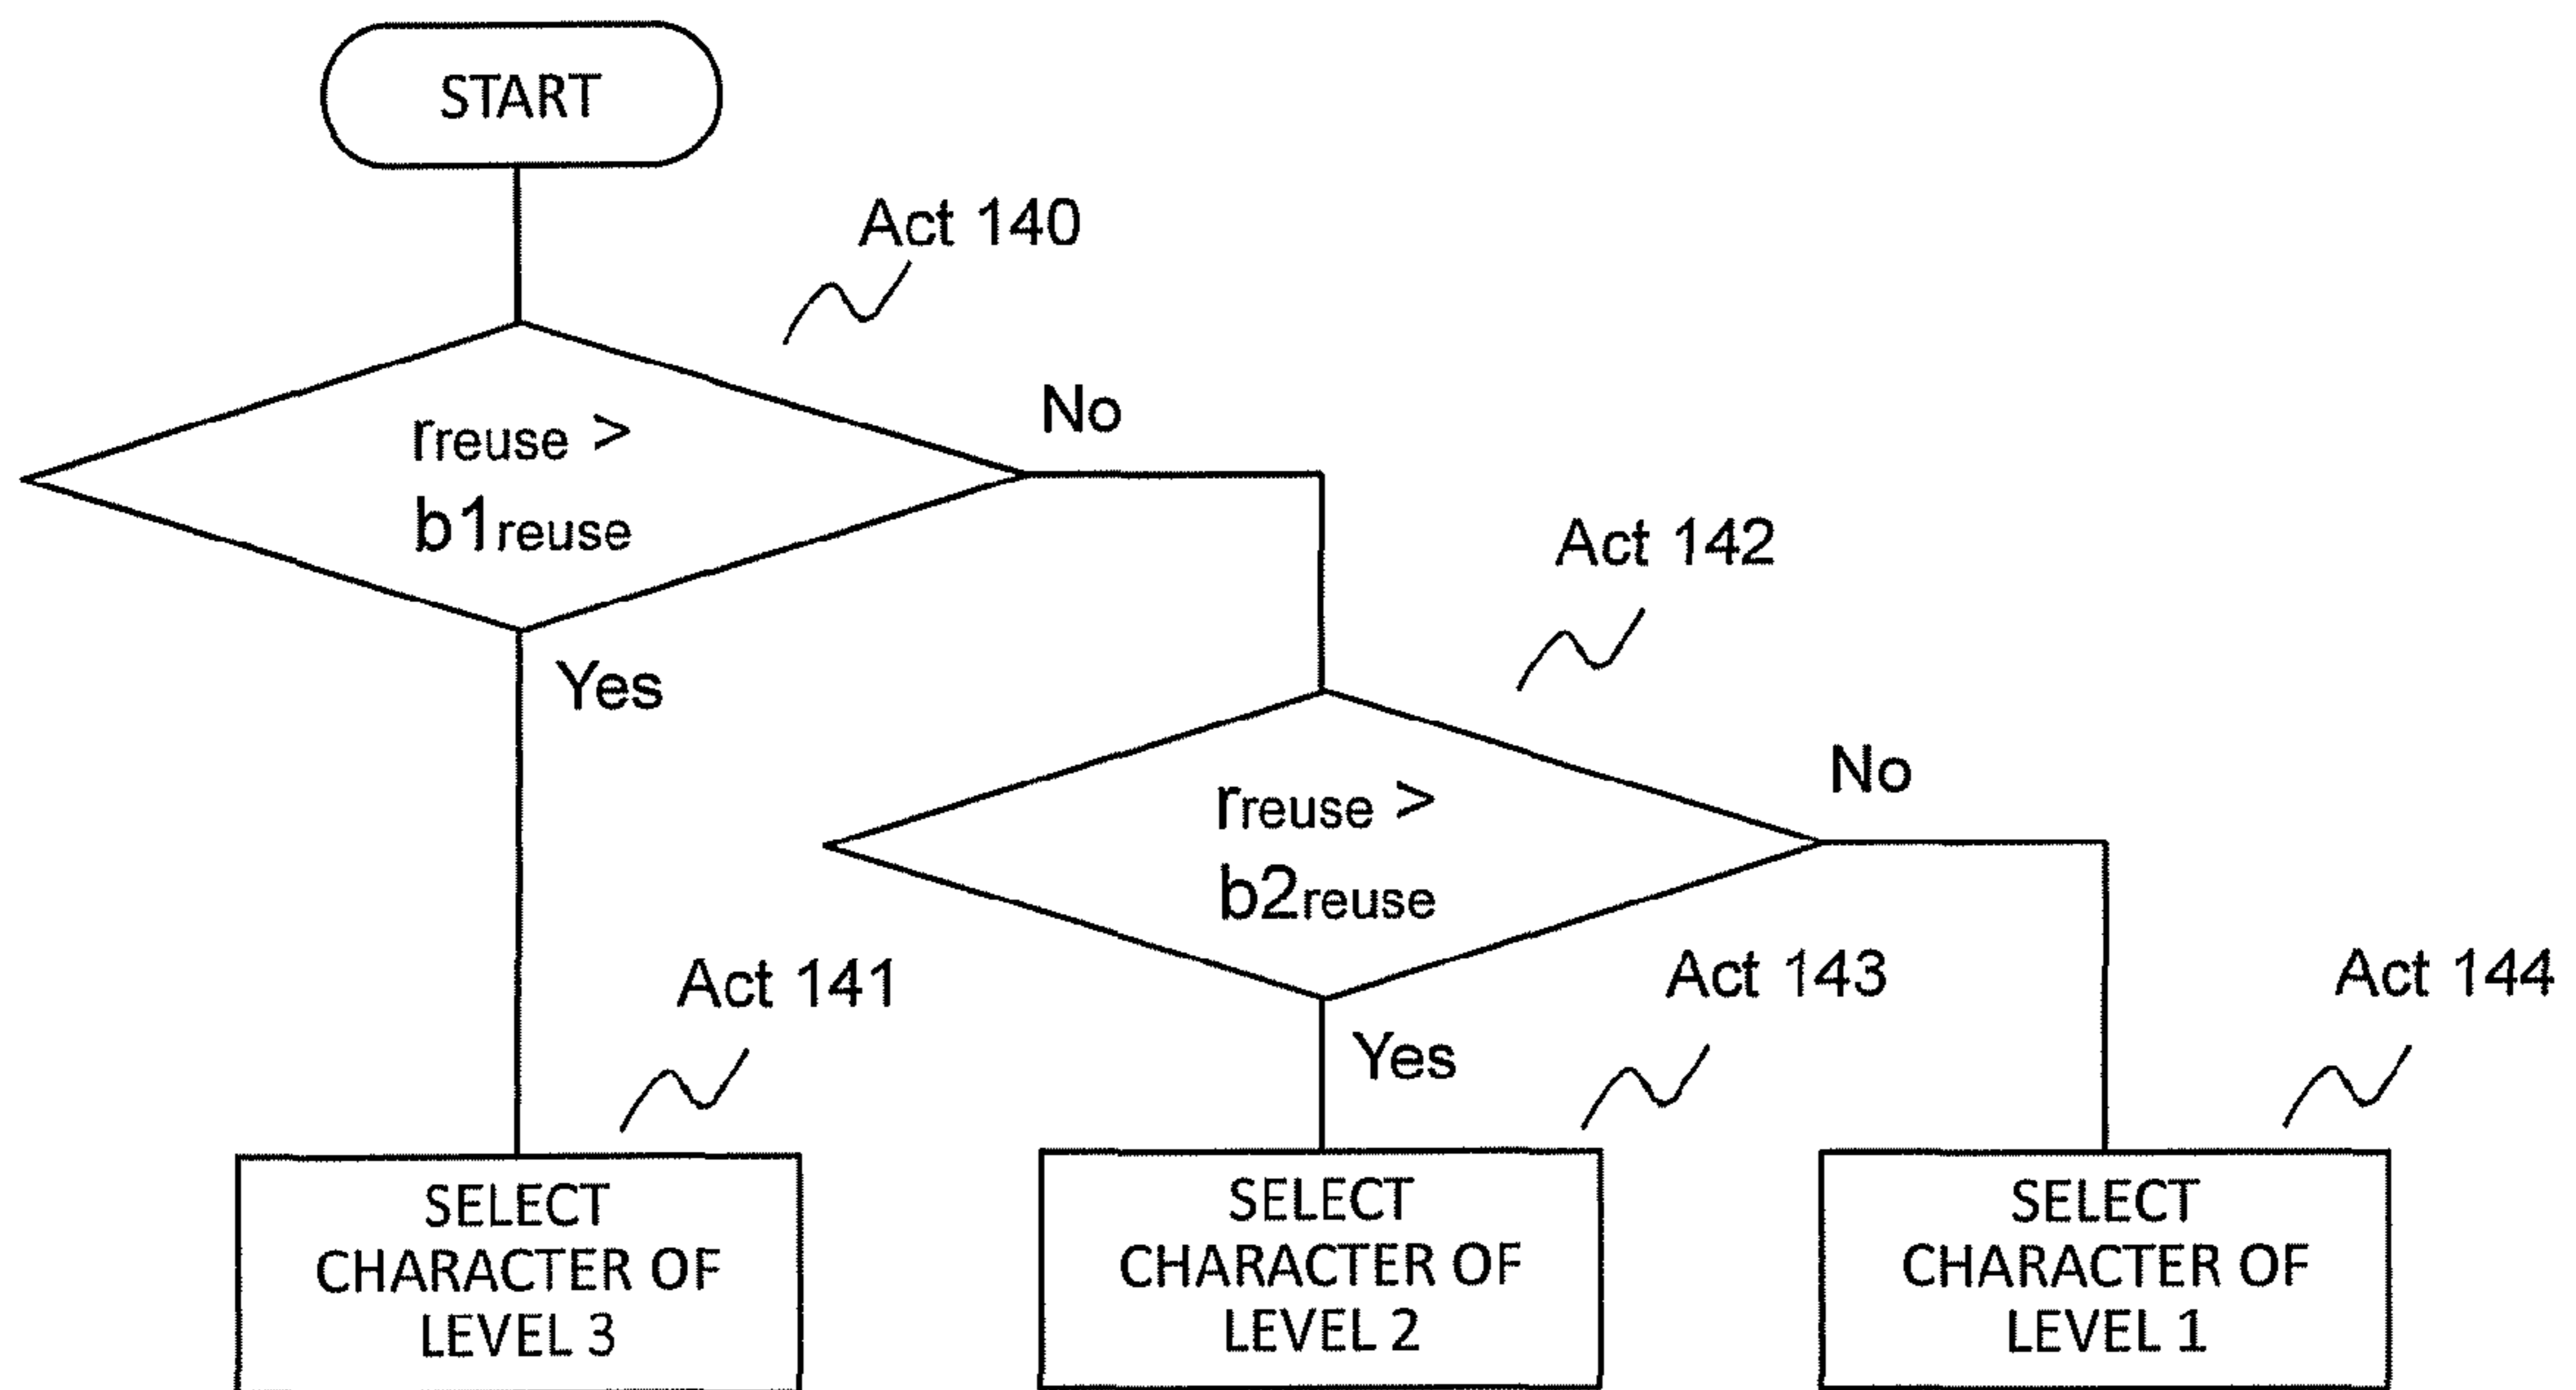 START
Act 140
rreuse >
b1reuse
No
Yes
Act 142
rreuse >
b2reuse
No
Yes
Act 141
SELECT
CHARACTER OF
LEVEL 3
Act 143
SELECT
CHARACTER OF
LEVEL 2
Act 144
SELECT
CHARACTER OF
LEVEL 1